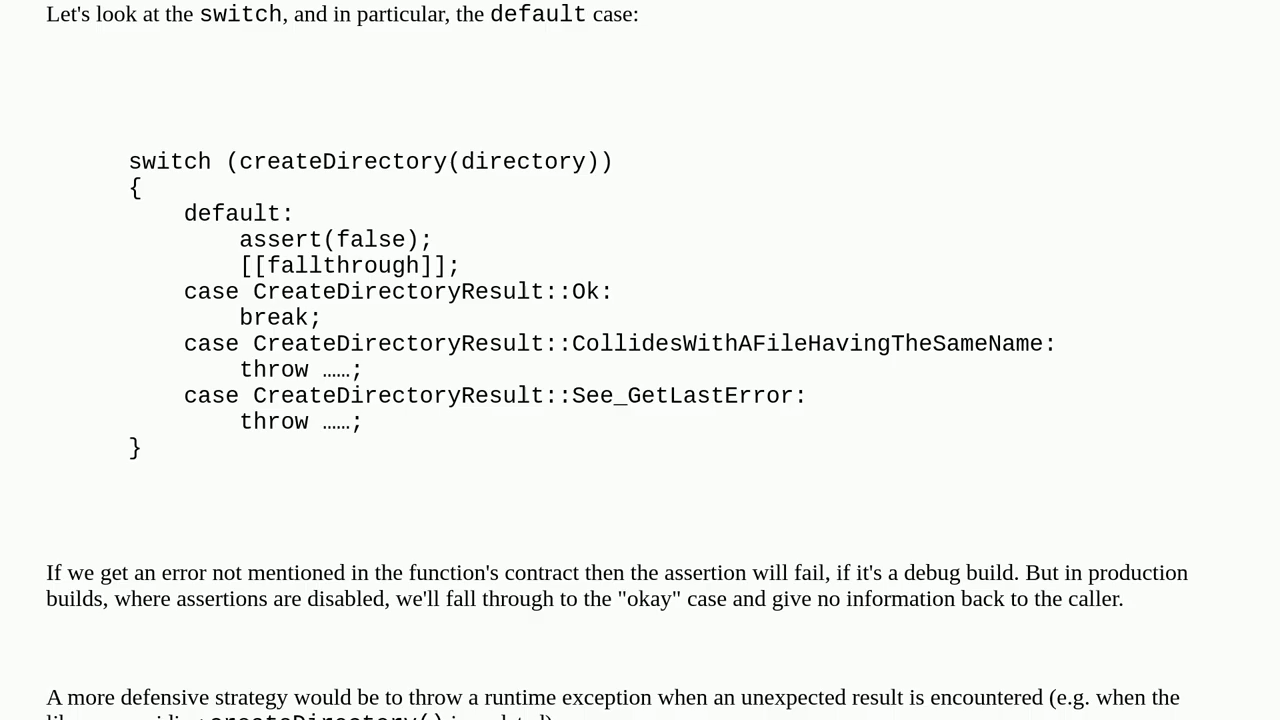 Let's look at the switch, and in particular, the default case:
switch (createDirectory(directory))
{
    default:
        assert(false);
        [[fallthrough]];
    case CreateDirectoryResult::Ok:
        break;
    case CreateDirectoryResult::CollidesWithAFileHavingTheSameName:
        throw ……;
    case CreateDirectoryResult::See_GetLastError:
        throw ……;
}
If we get an error not mentioned in the function's contract then the assertion will fail, if it's a debug build. But in production
builds, where assertions are disabled, we'll fall through to the "okay" case and give no information back to the caller.
A more defensive strategy would be to throw a runtime exception when an unexpected result is encountered (e.g. when the
createDirectory()